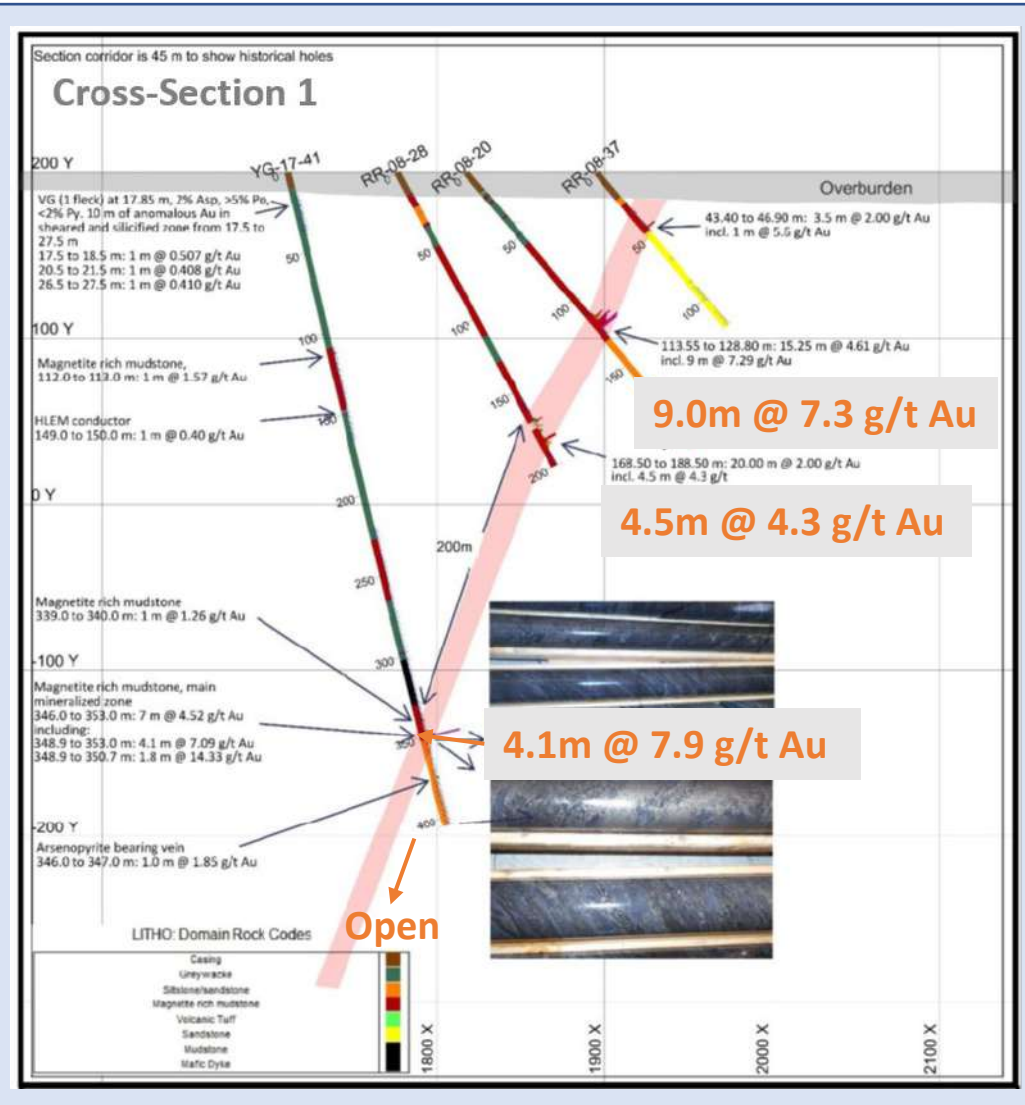 Section corridor is 45 m to show historical holes
Cross-Section 1
200 Y
YG-17-41
RR-08-28
RR-08-20
RR-08-37
Overburden
VG (1 fleck) at 17.85 m, 2% Asp, >5% Po,
<2% Py. 10 m of anomalous Au in
sheared and silicified zone from 17.5 to
27.5 m
17.5 to 18.5 m: 1 m @ 0.507 g/t Au
20.5 to 21.5 m: 1 m @ 0.408 g/t Au
26.5 to 27.5 m: 1 m @ 0.410 g/t Au
43.40 to 46.90 m: 3.5 m @ 2.00 g/t Au
incl. 1 m @ 5.6 g/t Au
50
50
50
50
100 Y
100
100
100
100
113.55 to 128.80 m: 15.25 m @ 4.61 g/t Au
incl. 9 m @ 7.29 g/t Au
Magnetite rich mudstone,
112.0 to 113.0 m: 1 m @ 1.57 g/t Au
150
150
150
9.0m @ 7.3 g/t Au
HLEM conductor
149.0 to 150.0 m: 1 m @ 0.40 g/t Au
168.50 to 188.50 m: 20.00 m @ 2.00 g/t Au
incl. 4.5 m @ 4.3 g/t
200
0 Y
200
4.5m @ 4.3 g/t Au
200m
250
Magnetite rich mudstone
339.0 to 340.0 m: 1 m @ 1.26 g/t Au
-100 Y
300
Magnetite rich mudstone, main
mineralized zone
346.0 to 353.0 m: 7 m @ 4.52 g/t Au
including:
348.9 to 353.0 m: 4.1 m @ 7.09 g/t Au
348.9 to 350.7 m: 1.8 m @ 14.33 g/t Au
350
4.1m @ 7.9 g/t Au
-200 Y
400
Arsenopyrite bearing vein
346.0 to 347.0 m: 1.0 m @ 1.85 g/t Au
Open
LITHO: Domain Rock Codes
Casing
Greywacke
Siltstone/sandstone
Magnetite rich mudstone
Volcanic Tuff
Sandstone
Mudstone
Mafic Dyke
1800 X
1900 X
2000 X
2100 X